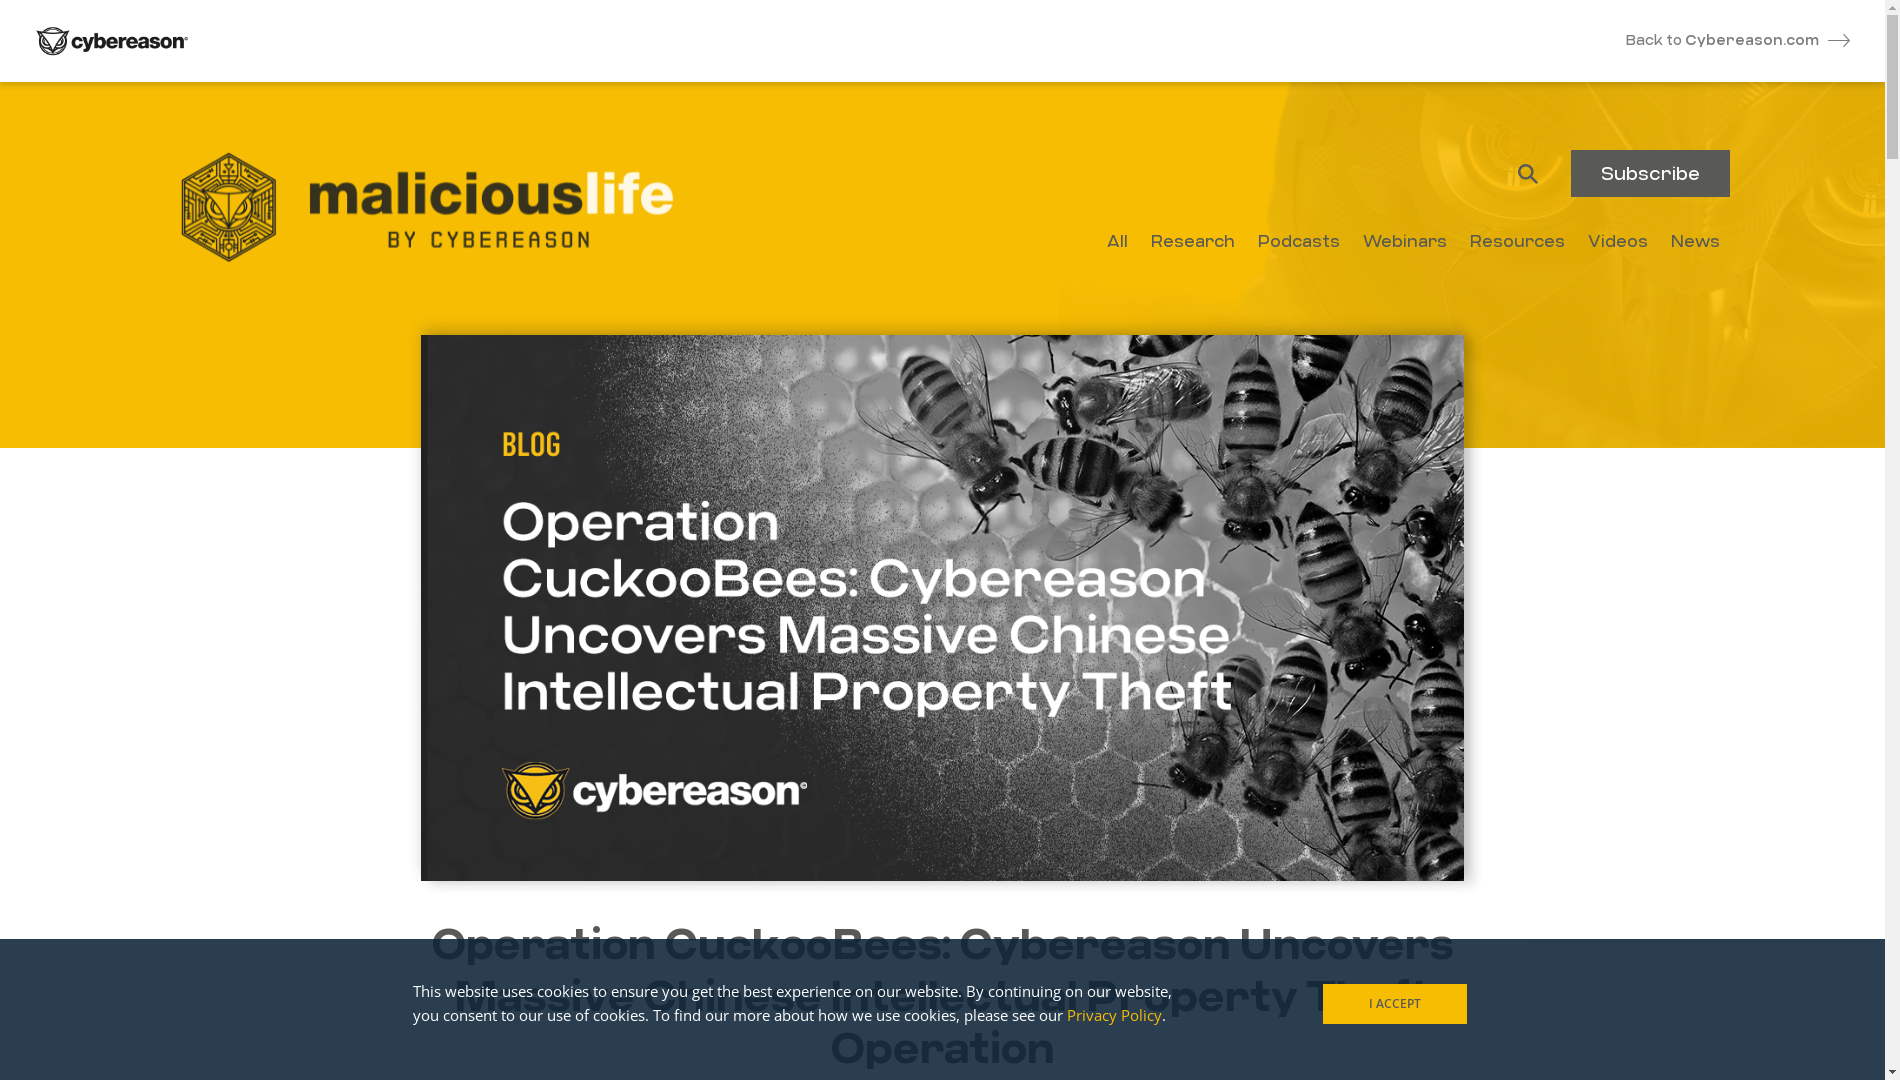 cybereason
Back to Cybereason.com
maliciouslife
BY CYBEREASON
Subscribe
All Research Podcasts Webinars Resources Videos News
BLOG
Operation
CuckooBees: Cybereason
Uncovers Massive Chinese
Intellectual Property Theft
cybereason
Operation CuckooBees: Cybereason Uncovers
Massive Chinese Intellectual Property Theft
Operation
This website uses cookies to ensure you get the best experience on our website. By continuing on our website,
you consent to our use of cookies. To find our more about how we use cookies, please see our Privacy Policy.
I ACCEPT